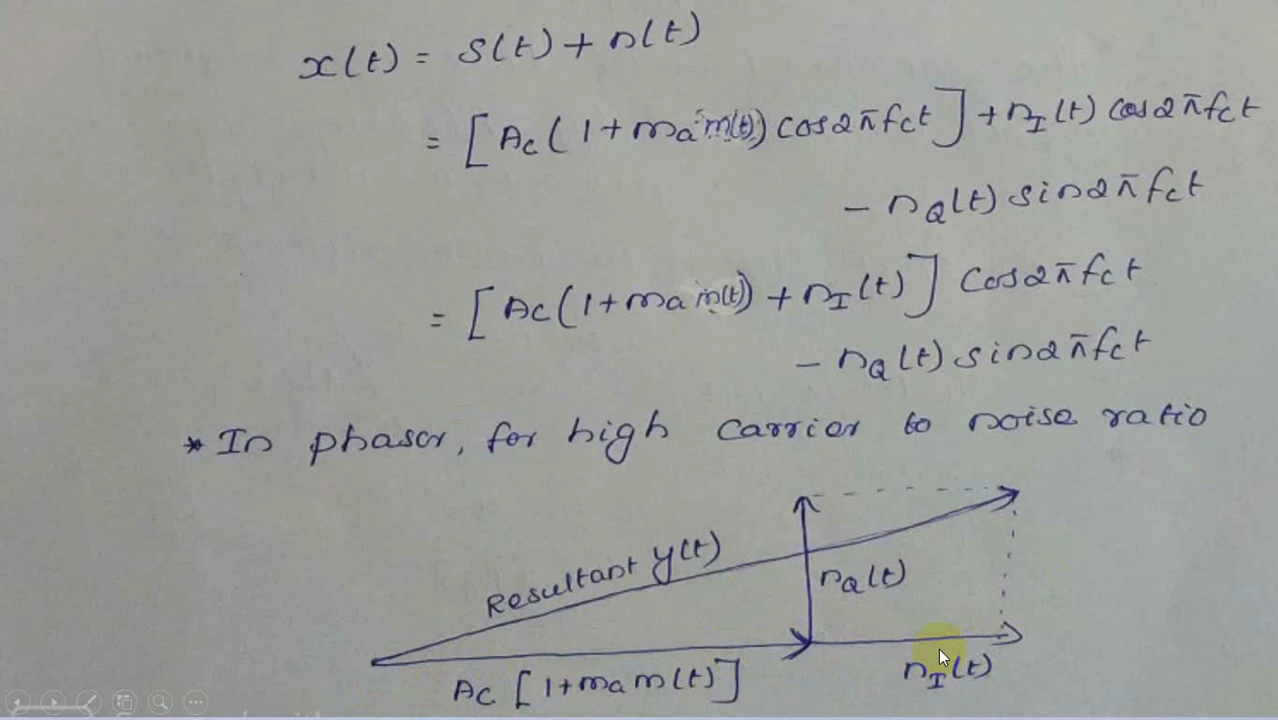 x(t) = S(t) + n(t)
= [Ac(1+ma m(t)) cos2πfct] + nI(t) cos2πfct
- nQ(t) sin2πfct
= [Ac(1+ma m(t)) + nI(t)] cos2πfct
- nQ(t) sin2πfct
* In phasor, for high carrier to noise ratio
Resultant y(t)
nQ(t)
Ac[1+ma m(t)]
nI(t)